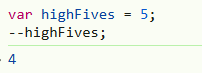 var highFives = 5;
--highFives;
4